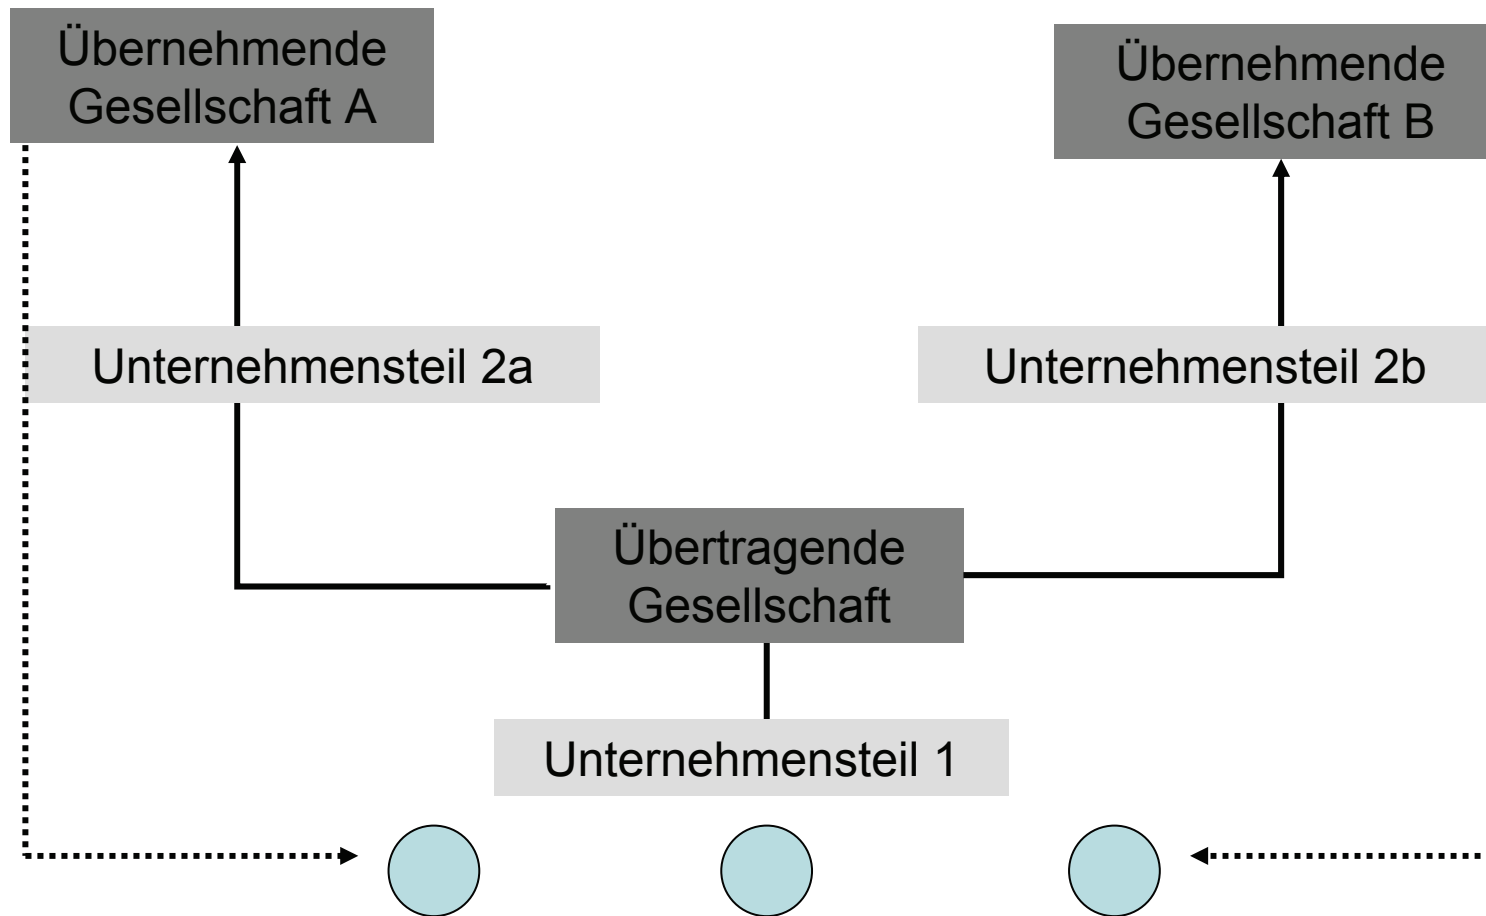 Übernehmende
Gesellschaft A
Übernehmende
Gesellschaft B
Unternehmensteil 2a
Unternehmensteil 2b
Übertragende
Gesellschaft
Unternehmensteil 1